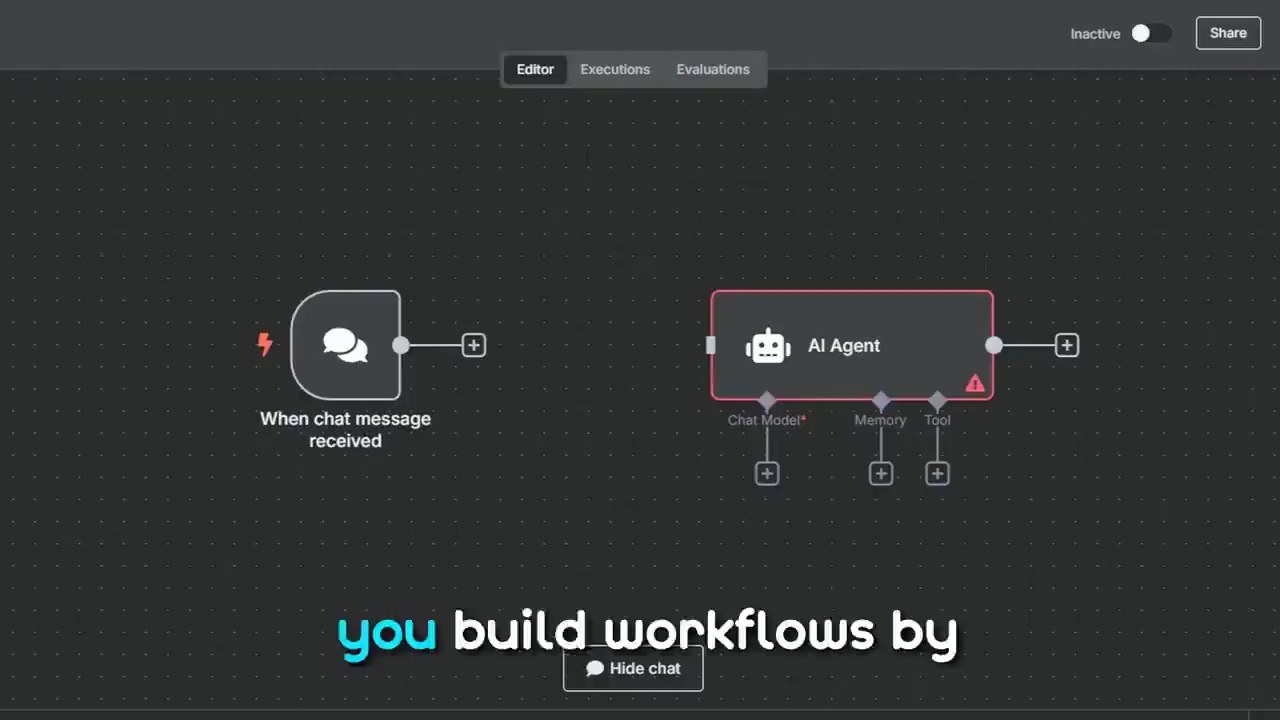 Inactive
Share
Editor
Executions
Evaluations
AI Agent
When chat message
received
Chat Model*
Memory
Tool
you build workflows by
Hide chat